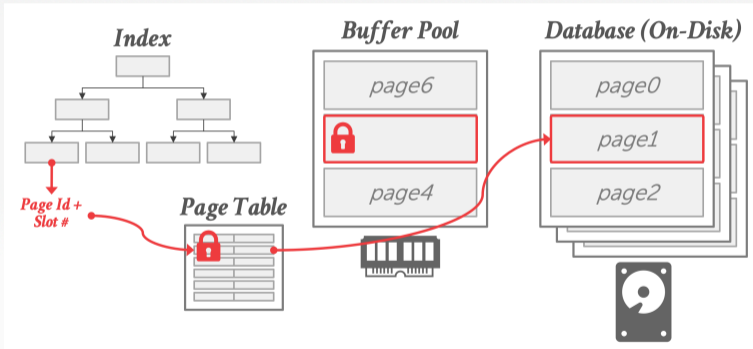 Index
Buffer Pool
Database (On-Disk)
page6
page0
page1
page4
page2
Page Id +
Slot #
Page Table